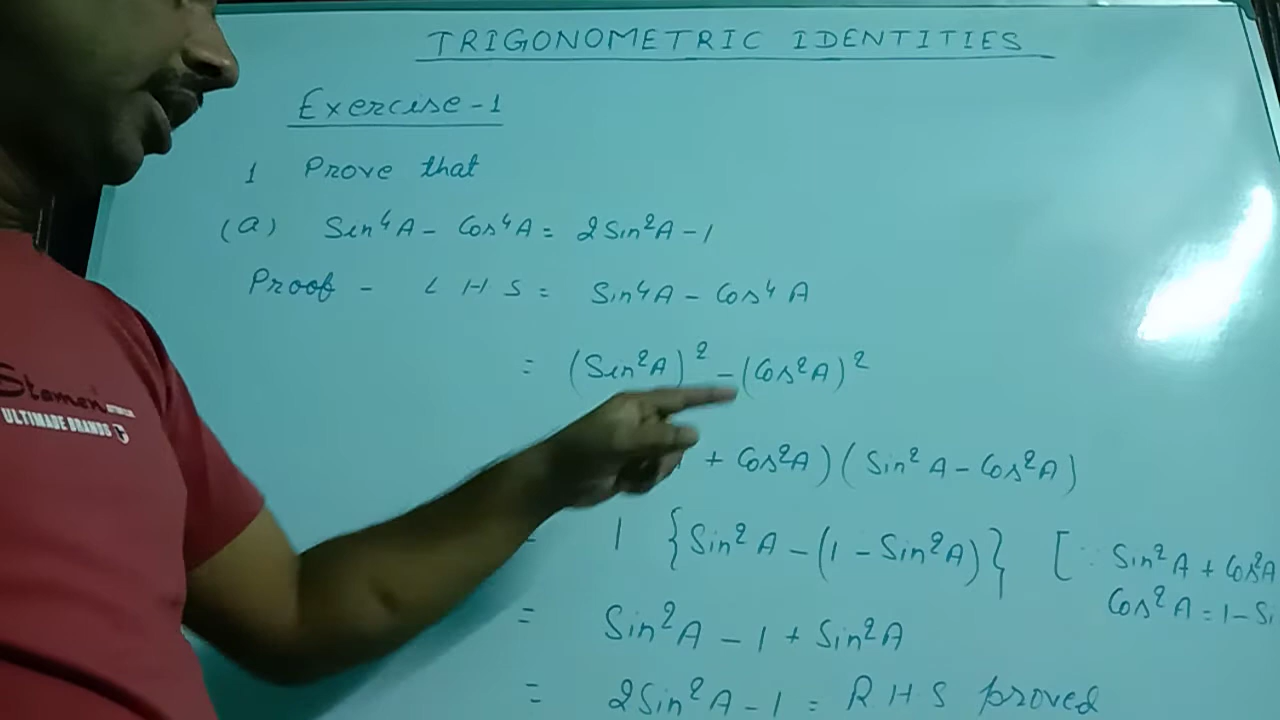 TRIGONOMETRIC IDENTITIES
Exercise-1
1 Prove that
(a) Sin⁴A - Cos⁴A = 2Sin²A - 1
Proof - L H S = Sin⁴A - Cos⁴A
= (Sin²A)² - (Cos²A)²
+ Cos²A) (Sin²A - Cos²A)
= 1 {Sin²A - (1 - Sin²A)} [∵ Sin²A + Cos²A
Cos²A = 1 - Si
= Sin²A - 1 + Sin²A
= 2Sin²A - 1 = R H S proved
Stamen
ULTIMATE BRANDS